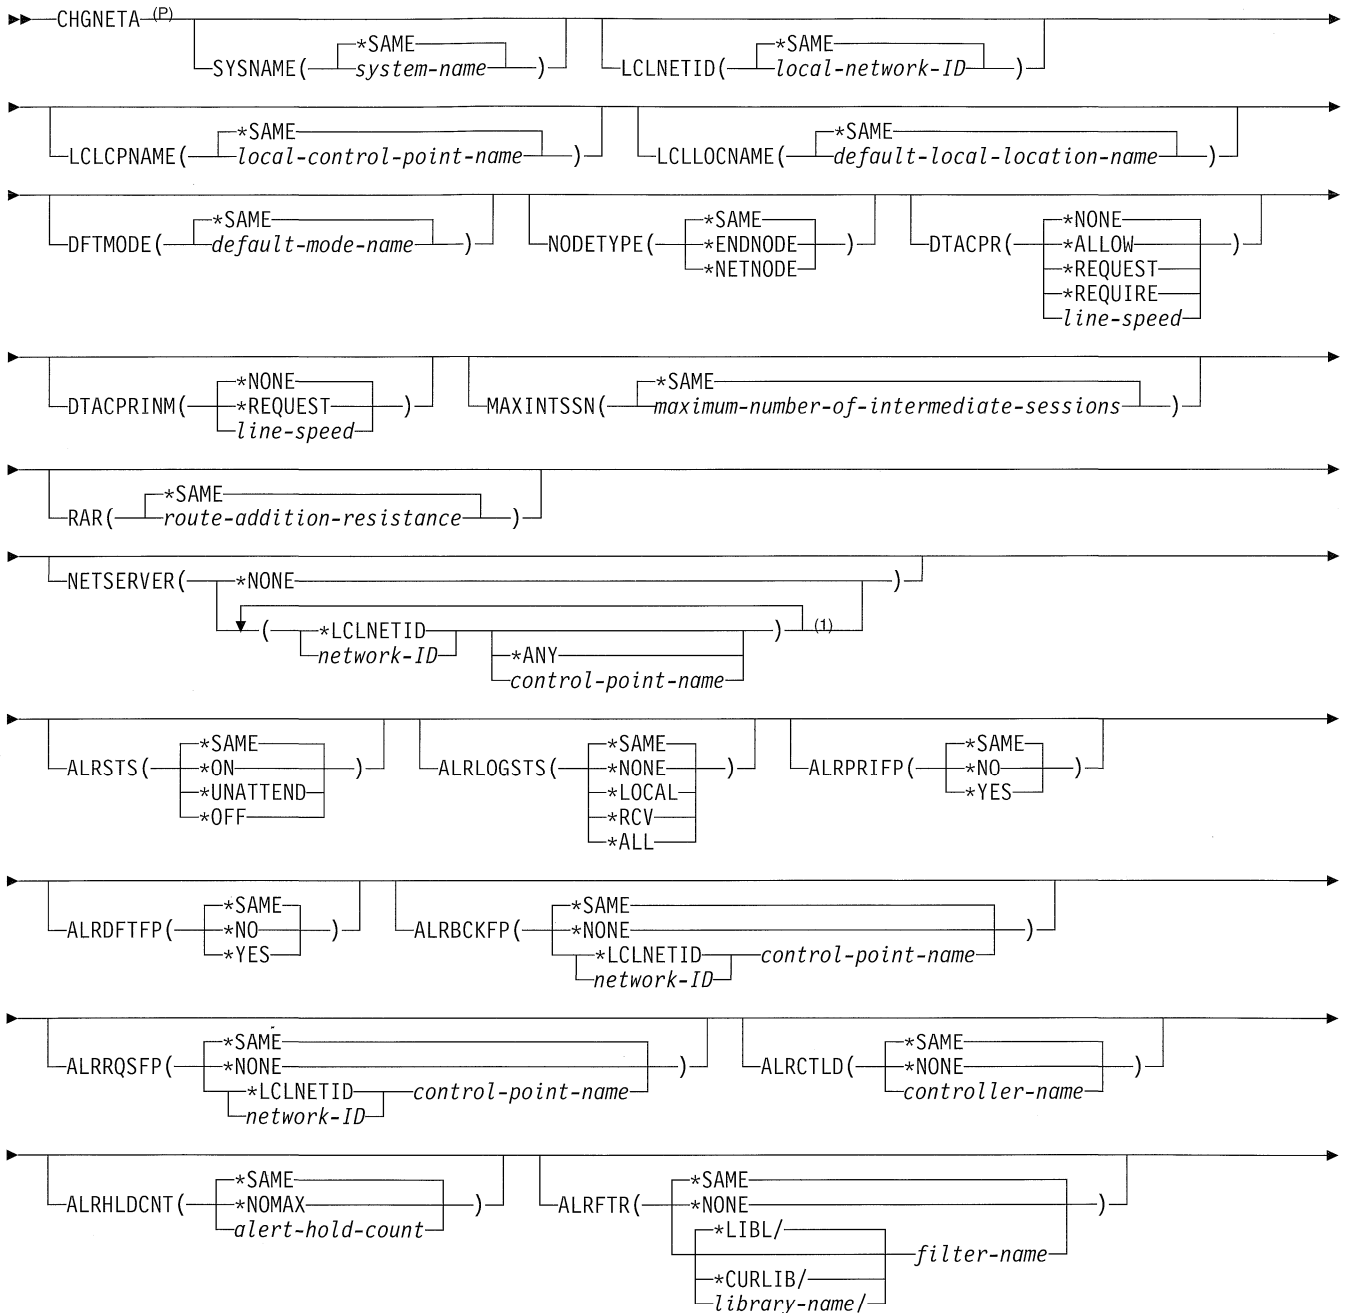 CHGNETA (P)
*SAME
SYSNAME( system-name )
*SAME
LCLNETID( local-network-ID )
*SAME
LCLCPNAME( local-control-point-name )
*SAME
LCLLOCNAME( default-local-location-name )
*SAME
DFTMODE( default-mode-name )
*SAME
NODETYPE( *ENDNODE )
*NETNODE
*NONE
DTACPR( *ALLOW )
*REQUEST
*REQUIRE
line-speed
*NONE
DTACPRINM( *REQUEST )
line-speed
*SAME
MAXINTSSN( maximum-number-of-intermediate-sessions )
*SAME
RAR( route-addition-resistance )
NETSERVER( *NONE )
( *LCLNETID ) (1)
network-ID
*ANY
control-point-name
*SAME
ALRSTS( *ON )
*UNATTEND
*OFF
*SAME
ALRLOGSTS( *NONE )
*LOCAL
*RCV
*ALL
*SAME
ALRPRIFP( *NO )
*YES
*SAME
ALRDFTFP( *NO )
*YES
*SAME
ALRBCKFP( *NONE )
*LCLNETID control-point-name
network-ID
*SAME
ALRRQSFP( *NONE )
*LCLNETID control-point-name
network-ID
*SAME
ALRCTLD( *NONE )
controller-name
*SAME
ALRHLDCNT( *NOMAX )
alert-hold-count
*SAME
ALRFTR( *NONE )
*LIBL/
filter-name
*CURLIB/
library-name/